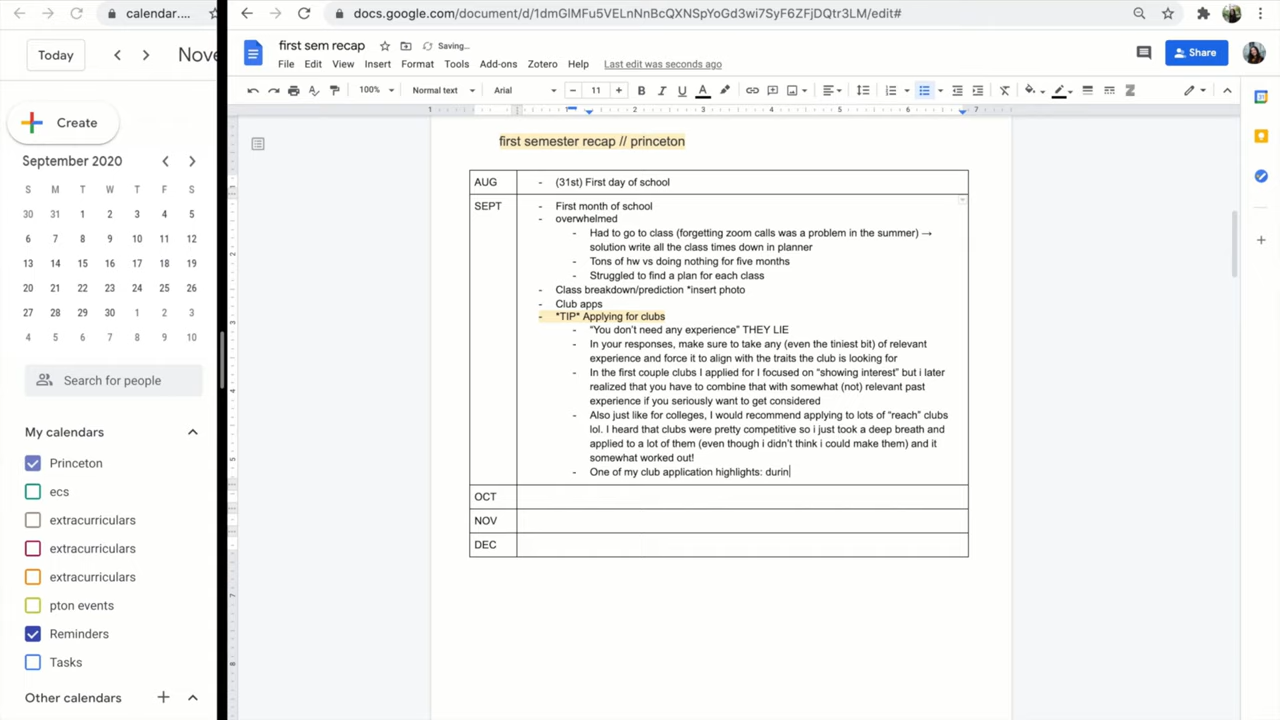 calendar....
docs.google.com/document/d/1dmGlMFu5VELnNnBcQXNSpYoGd3wi7SyF6ZFjDQtr3LM/edit#
Today
Nove
first sem recap
Saving...
File Edit View Insert Format Tools Add-ons Zotero Help Last edit was seconds ago
Share
100% Normal text Arial 11
1 1 2 3 4 5 6 7
Create
September 2020
S M T W T F S
30 31 1 2 3 4 5
6 7 8 9 10 11 12
13 14 15 16 17 18 19
20 21 22 23 24 25 26
27 28 29 30 1 2 3
4 5 6 7 8 9 10
Search for people
My calendars
Princeton
ecs
extracurriculars
extracurriculars
extracurriculars
pton events
Reminders
Tasks
Other calendars
first semester recap // princeton
AUG
- (31st) First day of school
SEPT
- First month of school
- overwhelmed
- Had to go to class (forgetting zoom calls was a problem in the summer) →
solution write all the class times down in planner
- Tons of hw vs doing nothing for five months
- Struggled to find a plan for each class
- Class breakdown/prediction *insert photo
- Club apps
- *TIP* Applying for clubs
- "You don't need any experience" THEY LIE
- In your responses, make sure to take any (even the tiniest bit) of relevant
experience and force it to align with the traits the club is looking for
- In the first couple clubs I applied for I focused on "showing interest" but i later
realized that you have to combine that with somewhat (not) relevant past
experience if you seriously want to get considered
- Also just like for colleges, I would recommend applying to lots of "reach" clubs
lol. I heard that clubs were pretty competitive so i just took a deep breath and
applied to a lot of them (even though i didn't think i could make them) and it
somewhat worked out!
- One of my club application highlights: durin
OCT
NOV
DEC